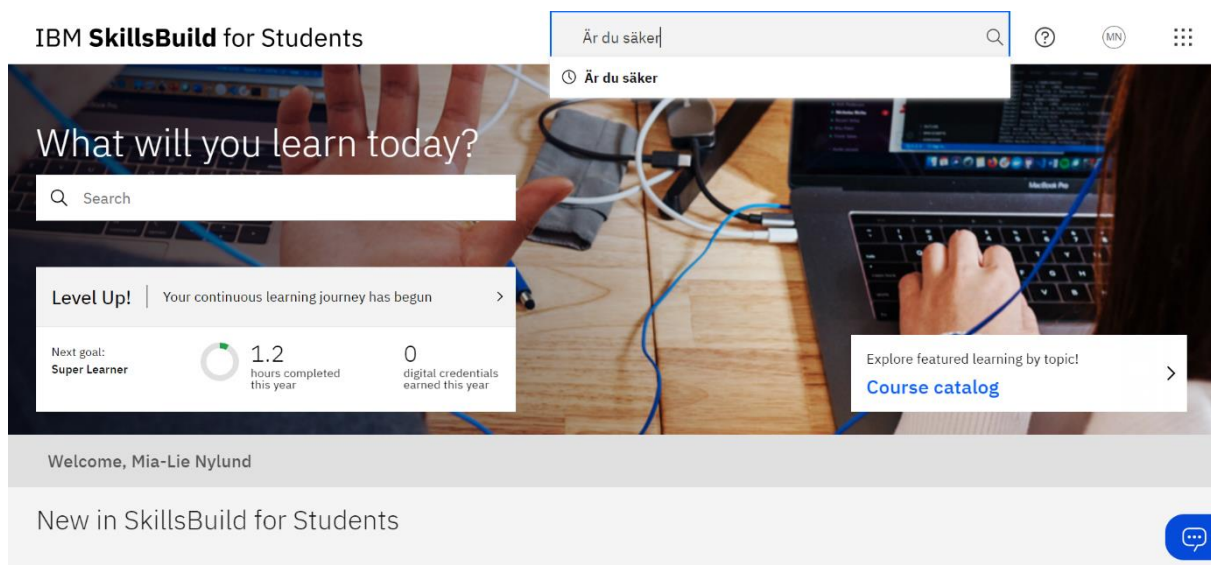 IBM SkillsBuild for Students
Är du säker
MN
Är du säker
What will you learn today?
Search
Level Up!
Your continuous learning journey has begun
Next goal:
Super Learner
1.2
hours completed
this year
0
digital credentials
earned this year
MacBook Pro
Explore featured learning by topic!
Course catalog
Welcome, Mia-Lie Nylund
New in SkillsBuild for Students